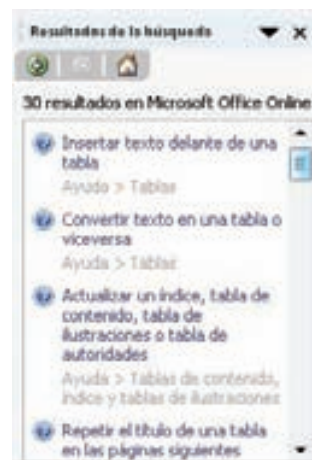 Resultados de la búsqueda
30 resultados en Microsoft Office Online
Insertar texto delante de una
tabla
Ayuda > Tablas
Convertir texto en una tabla o
viceversa
Ayuda > Tablas
Actualizar un índice, tabla de
contenido, tabla de
ilustraciones o tabla de
autoridades
Ayuda > Tablas de contenido,
índice y tablas de ilustraciones
Repetir el título de una tabla
en las páginas siguientes